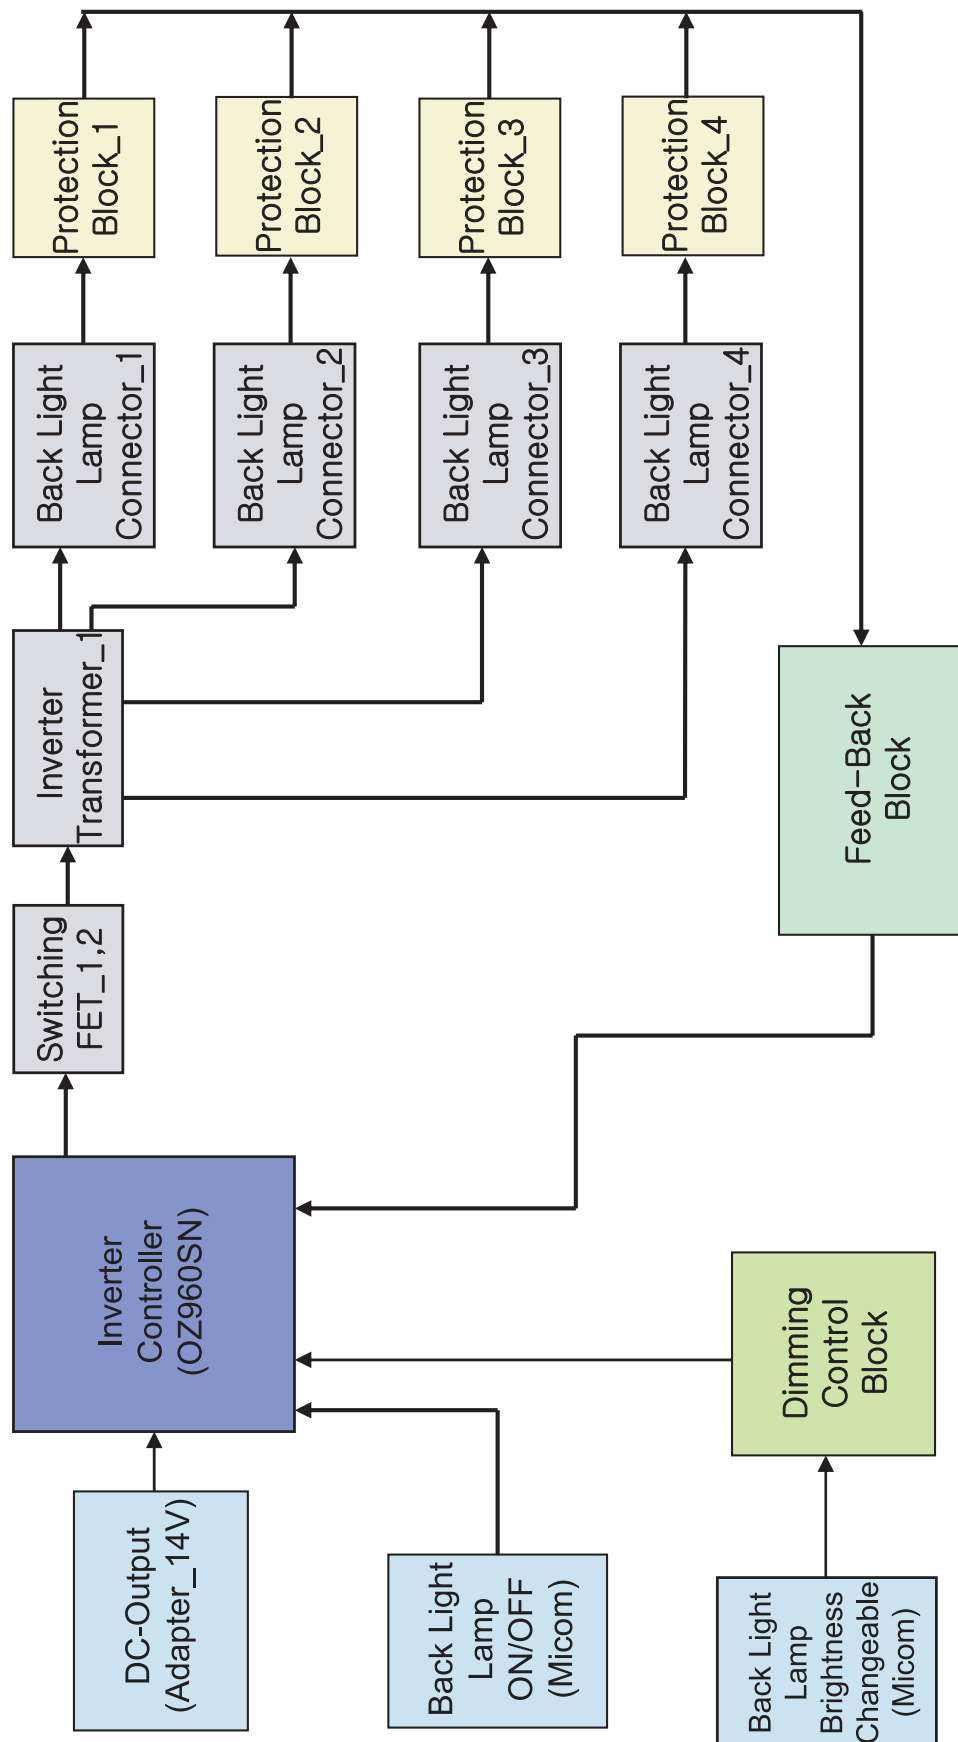 DC-Output
(Adapter_14V)
Inverter
Controller
(OZ960SN)
Switching
FET_1,2
Inverter
Transformer_1
Back Light
Lamp
Connector_1
Protection
Block_1
Back Light
Lamp
Connector_2
Protection
Block_2
Back Light
Lamp
Connector_3
Protection
Block_3
Back Light
Lamp
Connector_4
Protection
Block_4
Back Light
Lamp
ON/OFF
(Micom)
Back Light
Lamp
Brightness
Changeable
(Micom)
Dimming
Control
Block
Feed-Back
Block